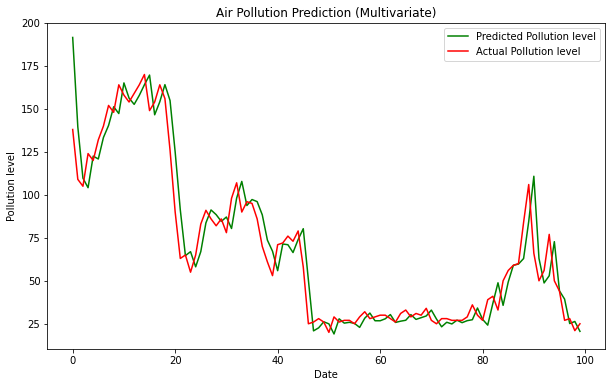 Air Pollution Prediction (Multivariate)
Predicted Pollution level
Actual Pollution level
200
175
150
125
100
75
50
25
Pollution level
0
20
40
60
80
100
Date